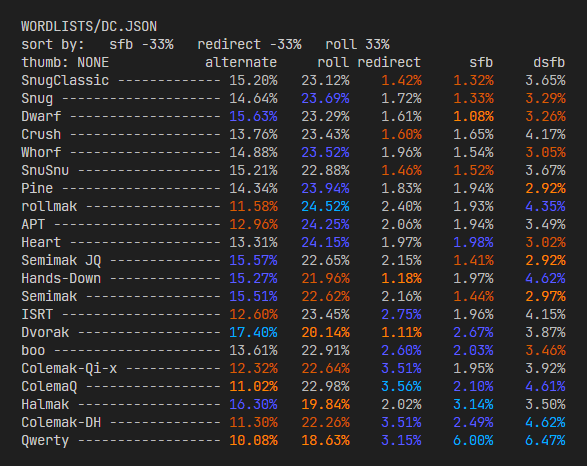 WORDLISTS/DC.JSON
sort by: sfb -33% redirect -33% roll 33%
thumb: NONE alternate roll redirect sfb dsfb
SnugClassic ------------- 15.20% 23.12% 1.42% 1.32% 3.65%
Snug -------------------- 14.64% 23.69% 1.72% 1.33% 3.29%
Dwarf ------------------- 15.63% 23.29% 1.61% 1.08% 3.26%
Crush ------------------- 13.76% 23.43% 1.60% 1.65% 4.17%
Whorf ------------------- 14.88% 23.52% 1.96% 1.54% 3.05%
SnuSnu ------------------ 15.21% 22.88% 1.46% 1.52% 3.67%
Pine -------------------- 14.34% 23.94% 1.83% 1.94% 2.92%
rollmak ----------------- 11.58% 24.52% 2.40% 1.93% 4.35%
APT --------------------- 12.96% 24.25% 2.06% 1.94% 3.49%
Heart ------------------- 13.31% 24.15% 1.97% 1.98% 3.02%
Semimak JQ -------------- 15.57% 22.65% 2.15% 1.41% 2.92%
Hands-Down -------------- 15.27% 21.96% 1.18% 1.97% 4.62%
Semimak ----------------- 15.51% 22.62% 2.16% 1.44% 2.97%
ISRT -------------------- 12.60% 23.45% 2.75% 1.96% 4.15%
Dvorak ------------------ 17.40% 20.14% 1.11% 2.67% 3.87%
boo --------------------- 13.61% 22.91% 2.60% 2.03% 3.46%
Colemak-Qi-x ------------ 12.32% 22.64% 3.51% 1.95% 3.92%
ColemaQ ----------------- 11.02% 22.98% 3.56% 2.10% 4.61%
Halmak ------------------ 16.30% 19.84% 2.02% 3.14% 3.50%
Colemak-DH -------------- 11.30% 22.26% 3.51% 2.49% 4.62%
Qwerty ------------------ 10.08% 18.63% 3.15% 6.00% 6.47%